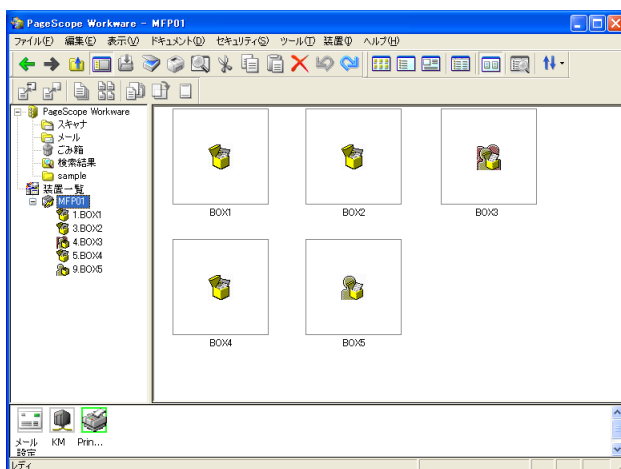 PageScope Workware - MFP01
ファイル(F) 編集(E) 表示(V) ドキュメント(D) セキュリティ(S) ツール(T) 装置(I) ヘルプ(H)
PageScope Workware
スキャナ
メール
ごみ箱
検索結果
sample
装置一覧
MFP01
1.BOX1
3.BOX2
4.BOX3
5.BOX4
9.BOX5
BOX1 BOX2 BOX3
BOX4 BOX5
メール設定 KM Prin...
レディ